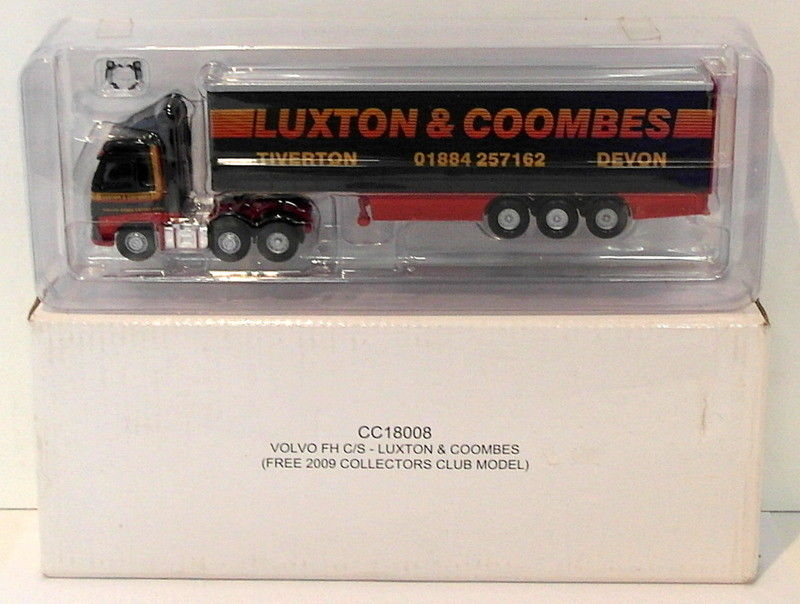 LUXTON & COOMBES
TIVERTON 01884 257162 DEVON
CC18008
VOLVO FH C/S - LUXTON & COOMBES
(FREE 2009 COLLECTORS CLUB MODEL)